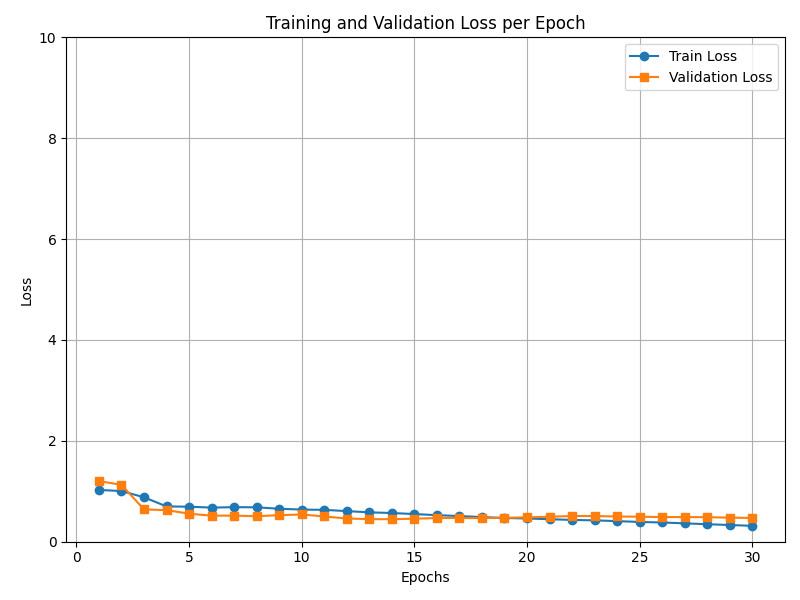 Training and Validation Loss per Epoch
Train Loss
Validation Loss
Loss
10
8
6
4
2
0
0 5 10 15 20 25 30
Epochs